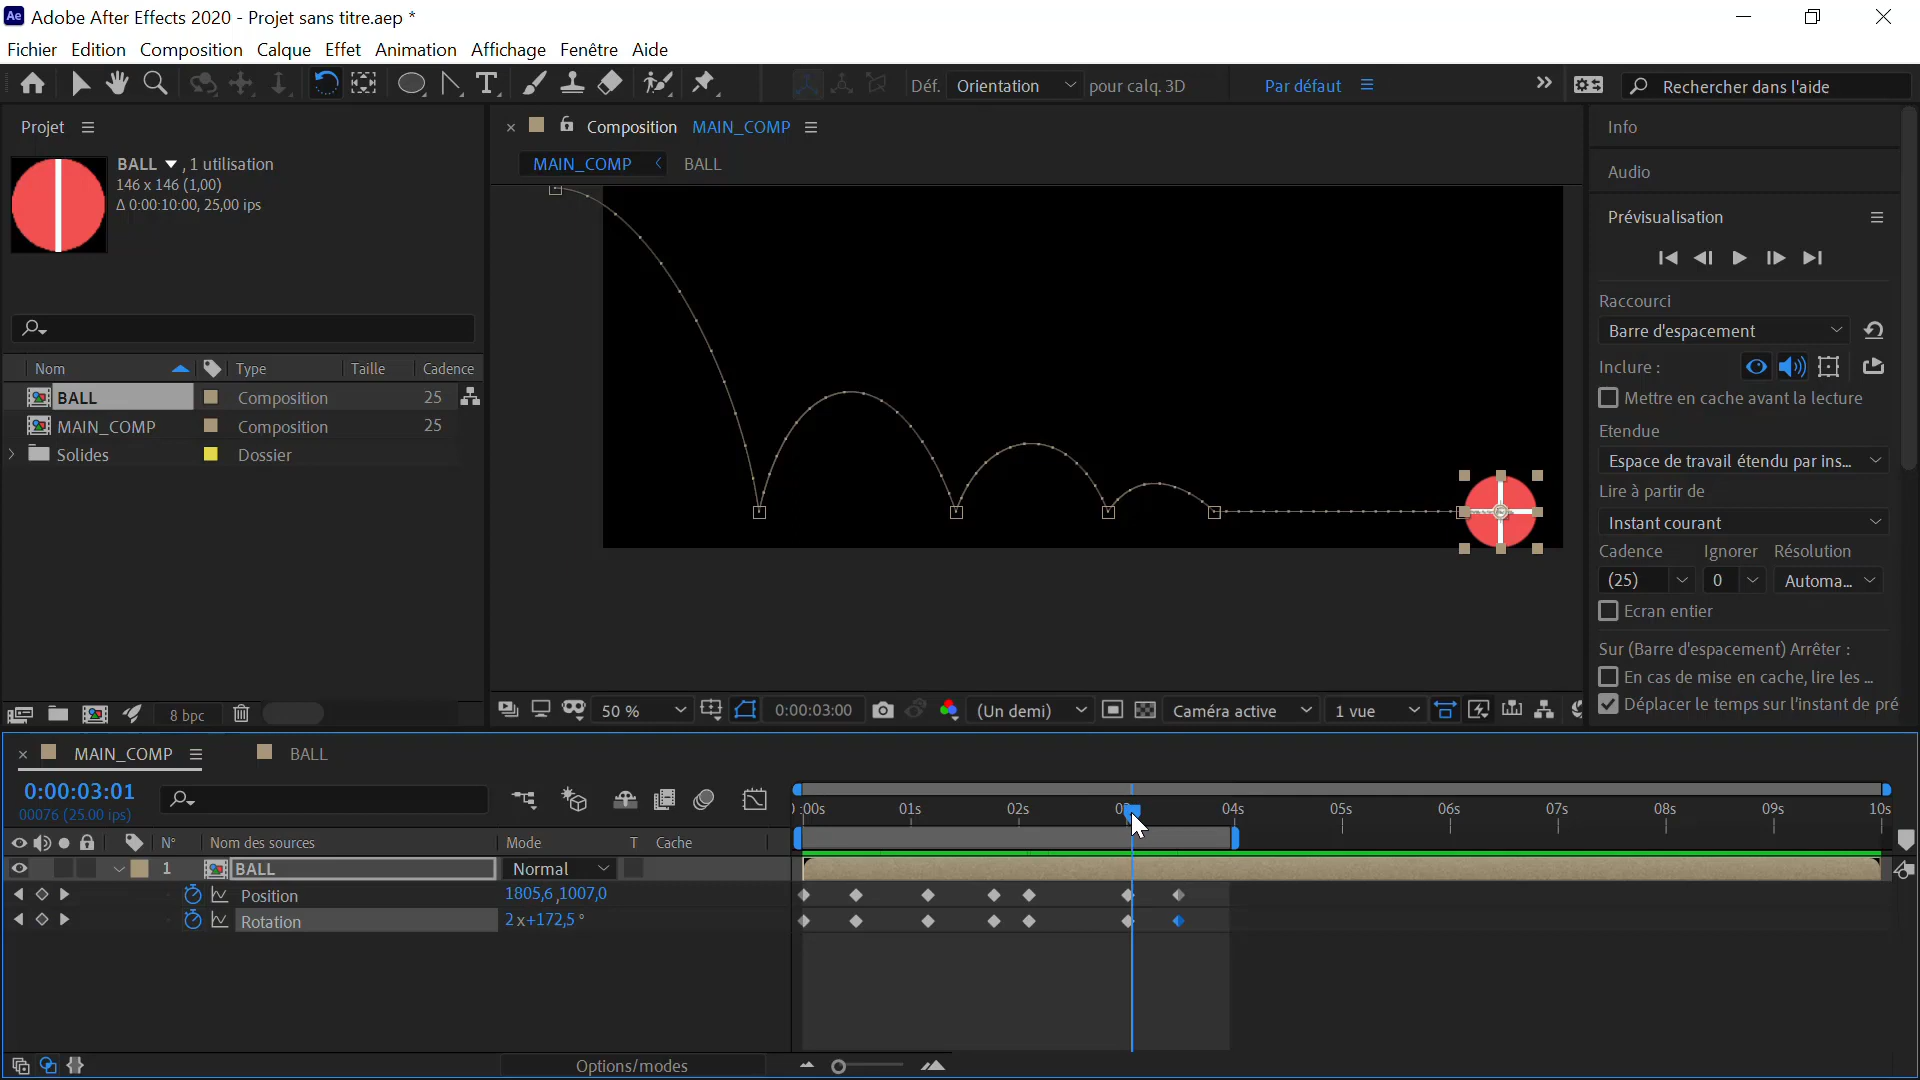 Ae Adobe After Effects 2020 - Projet sans titre.aep *
Fichier Edition Composition Calque Effet Animation Affichage Fenêtre Aide
Déf. Orientation pour calq. 3D Par défaut Rechercher dans l'aide
Projet
BALL , 1 utilisation
146 x 146 (1,00)
Δ 0:00:10:00, 25,00 ips
Nom Type Taille Cadence
BALL Composition 25
MAIN_COMP Composition 25
Solides Dossier
8 bpc
Composition MAIN_COMP
MAIN_COMP BALL
50 % 0:00:03:00 (Un demi) Caméra active 1 vue
Info
Audio
Prévisualisation
Raccourci
Barre d'espacement
Inclure :
Mettre en cache avant la lecture
Etendue
Espace de travail étendu par ins...
Lire à partir de
Instant courant
Cadence Ignorer Résolution
(25) 0 Automa...
Ecran entier
Sur (Barre d'espacement) Arrêter :
En cas de mise en cache, lire les ...
Déplacer le temps sur l'instant de pré
MAIN_COMP BALL
0:00:03:01
00076 (25.00 ips)
:00s 01s 02s 04s 05s 06s 07s 08s 09s 10s
N° Nom des sources Mode T Cache
1 BALL Normal
Position 1805,6 ,1007,0
Rotation 2 x+172,5 °
Options/modes